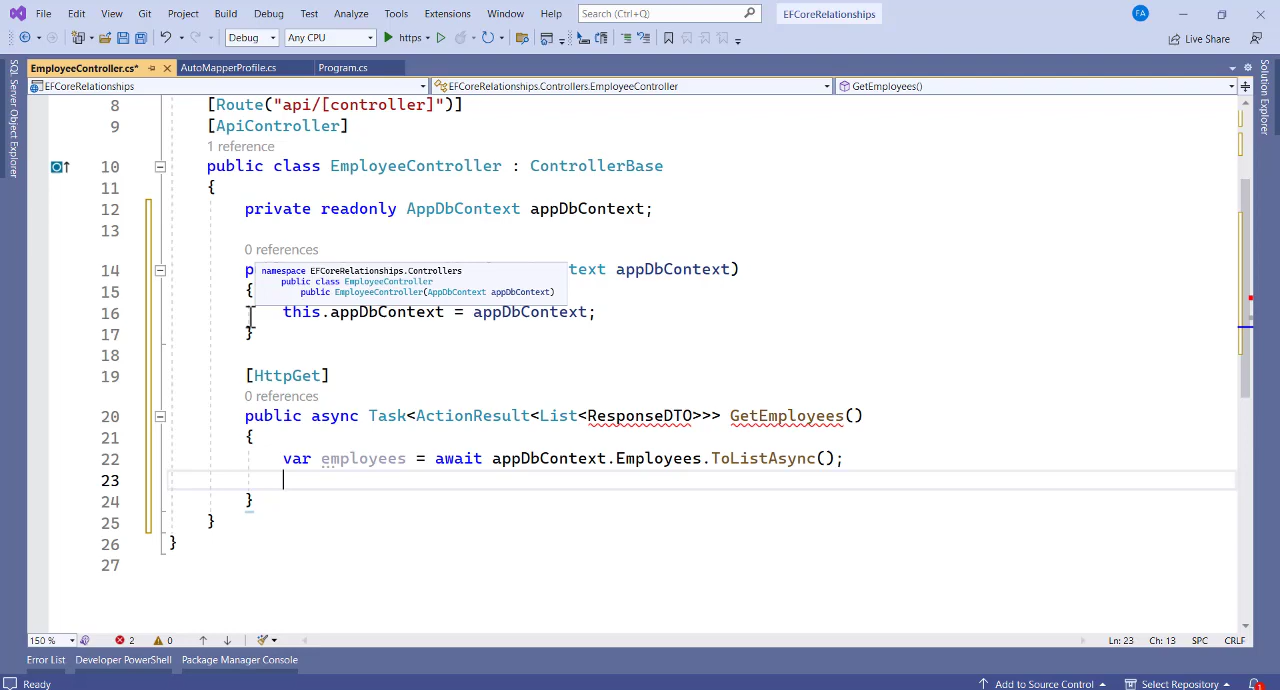 File Edit View Git Project Build Debug Test Analyze Tools Extensions Window Help Search (Ctrl+Q) EFCoreRelationships FA
Debug Any CPU https Live Share
EmployeeController.cs* AutoMapperProfile.cs Program.cs
EFCoreRelationships EFCoreRelationships.Controllers.EmployeeController GetEmployees()
SQL Server Object Explorer
Solution Explorer
8 [Route("api/[controller]")]
9 [ApiController]
1 reference
10 public class EmployeeController : ControllerBase
11 {
12 private readonly AppDbContext appDbContext;
13
0 references
14 p text appDbContext)
namespace EFCoreRelationships.Controllers
public class EmployeeController
public EmployeeController(AppDbContext appDbContext)
15 {
16 this.appDbContext = appDbContext;
17 }
18
19 [HttpGet]
0 references
20 public async Task<ActionResult<List<ResponseDTO>>> GetEmployees()
21 {
22 var employees = await appDbContext.Employees.ToListAsync();
23
24 }
25 }
26 }
27
150 % 2 0 Ln: 23 Ch: 13 SPC CRLF
Error List Developer PowerShell Package Manager Console
Ready Add to Source Control Select Repository 1